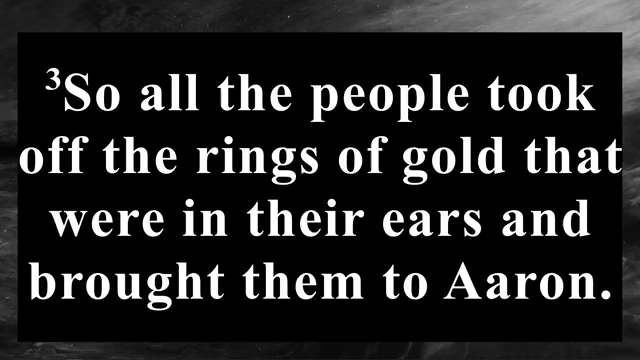 ³So all the people took
off the rings of gold that
were in their ears and
brought them to Aaron.